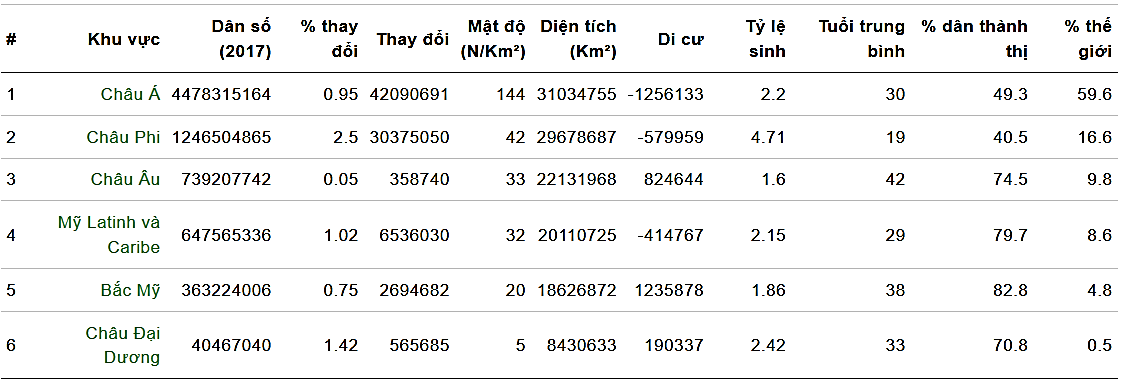 # Khu vực Dân số (2017) % thay đổi Thay đổi Mật độ (N/Km²) Diện tích (Km²) Di cư Tỷ lệ sinh Tuổi trung bình % dân thành thị % thế giới
1 Châu Á 4478315164 0.95 42090691 144 31034755 -1256133 2.2 30 49.3 59.6
2 Châu Phi 1246504865 2.5 30375050 42 29678687 -579959 4.71 19 40.5 16.6
3 Châu Âu 739207742 0.05 358740 33 22131968 824644 1.6 42 74.5 9.8
4 Mỹ Latinh và Caribe 647565336 1.02 6536030 32 20110725 -414767 2.15 29 79.7 8.6
5 Bắc Mỹ 363224006 0.75 2694682 20 18626872 1235878 1.86 38 82.8 4.8
6 Châu Đại Dương 40467040 1.42 565685 5 8430633 190337 2.42 33 70.8 0.5